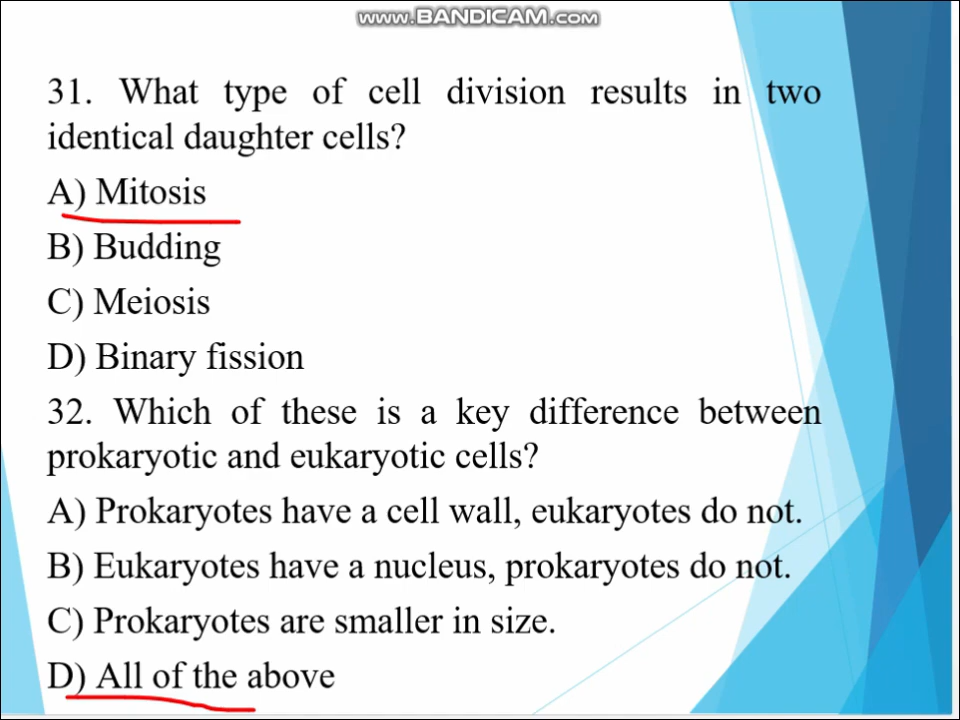 www.BANDICAM.com
31. What type of cell division results in two
identical daughter cells?
A) Mitosis
B) Budding
C) Meiosis
D) Binary fission
32. Which of these is a key difference between
prokaryotic and eukaryotic cells?
A) Prokaryotes have a cell wall, eukaryotes do not.
B) Eukaryotes have a nucleus, prokaryotes do not.
C) Prokaryotes are smaller in size.
D) All of the above